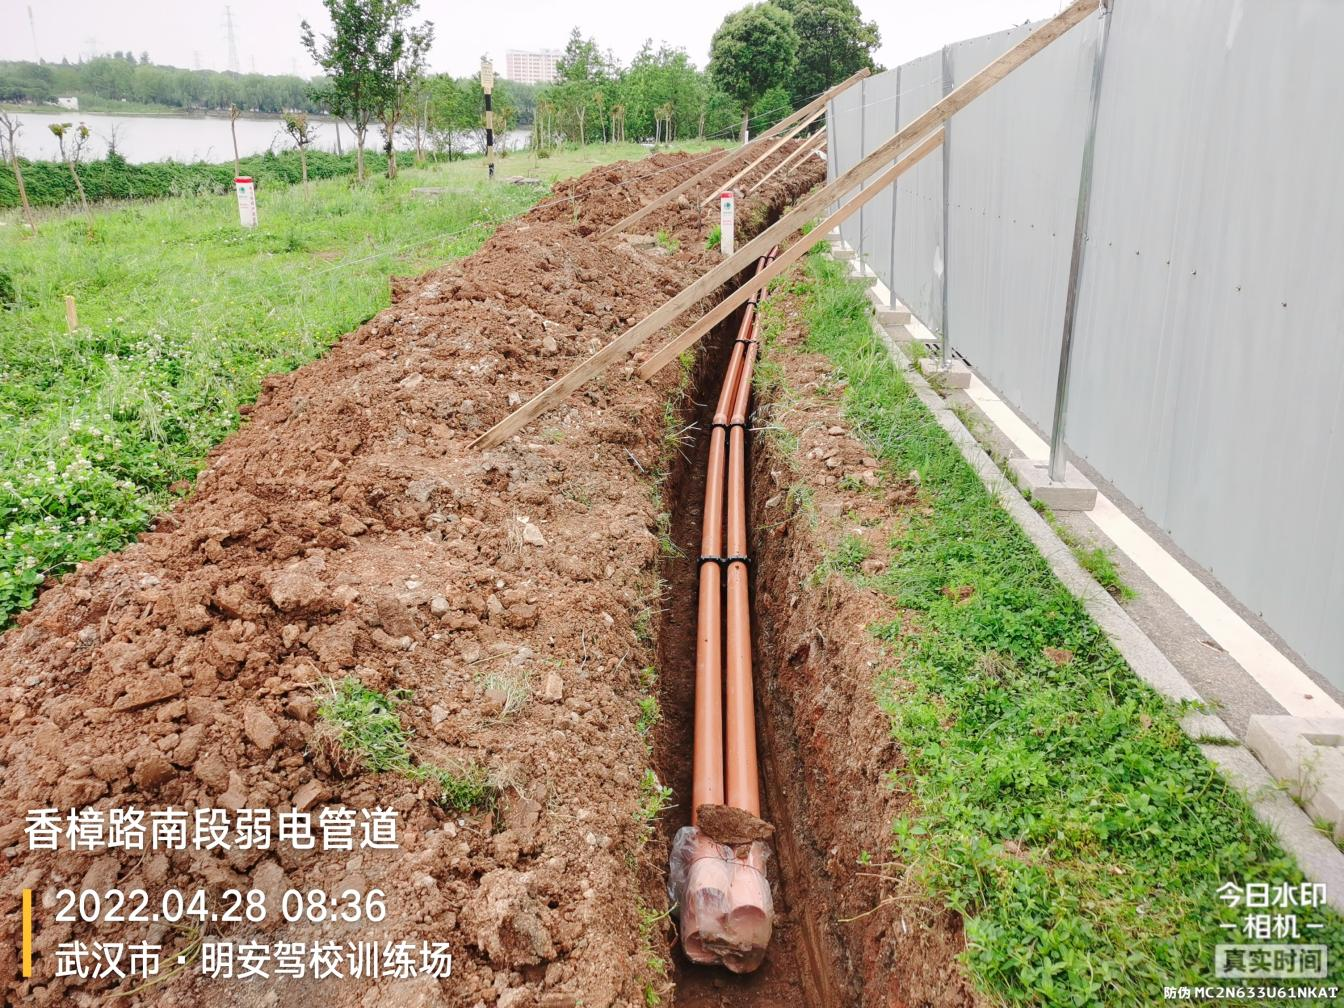 香樟路南段弱电管道
2022.04.28 08:36
武汉市·明安驾校训练场
今日水印
相机
真实时间
防伪 MC2N633U61NKAT